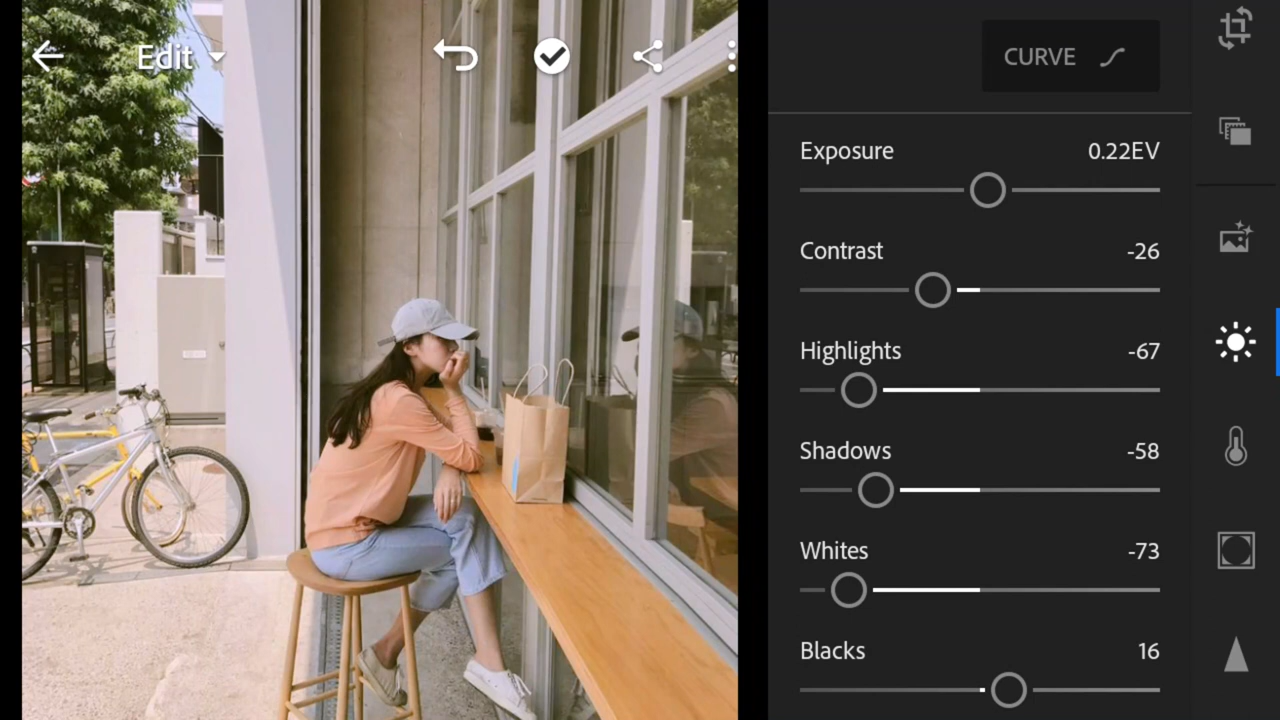 Edit
CURVE
Exposure 0.22EV
Contrast -26
Highlights -67
Shadows -58
Whites -73
Blacks 16